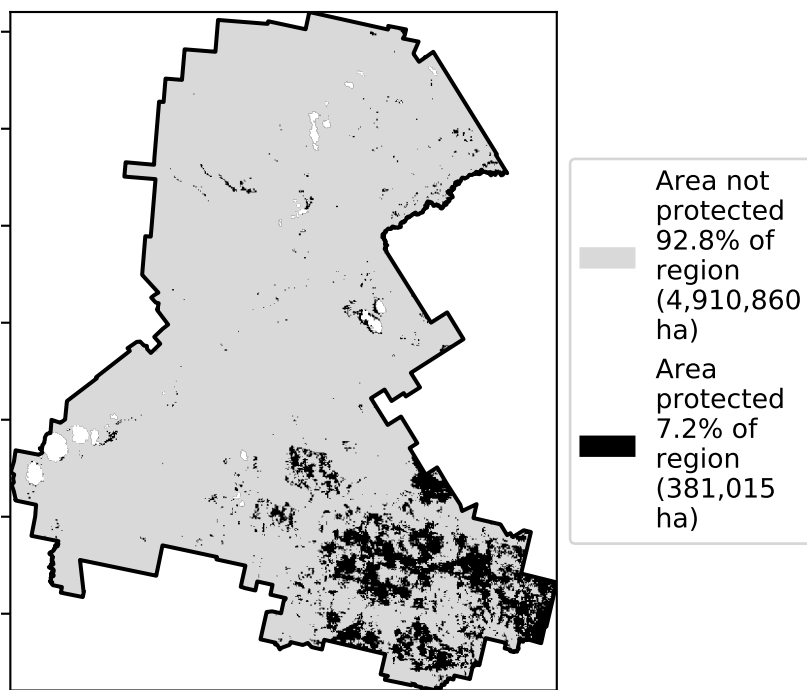 Area not
protected
92.8% of
region
(4,910,860
ha)
Area
protected
7.2% of
region
(381,015
ha)